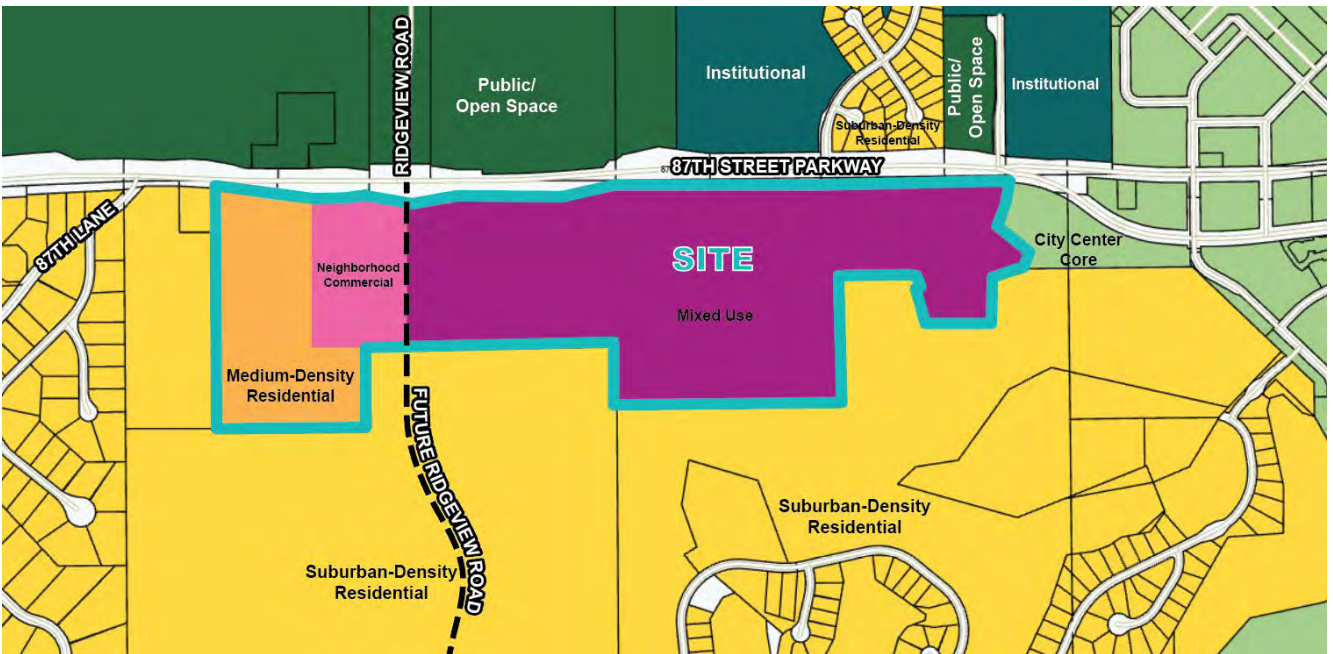 RIDGEVIEW ROAD
Public/
Open Space
Institutional
Suburban-Density
Residential
Public/
Open Space
Institutional
87TH STREET PARKWAY
87TH LANE
Neighborhood
Commercial
SITE
Mixed Use
City Center
Core
Medium-Density
Residential
FUTURE RIDGEVIEW ROAD
Suburban-Density
Residential
Suburban-Density
Residential